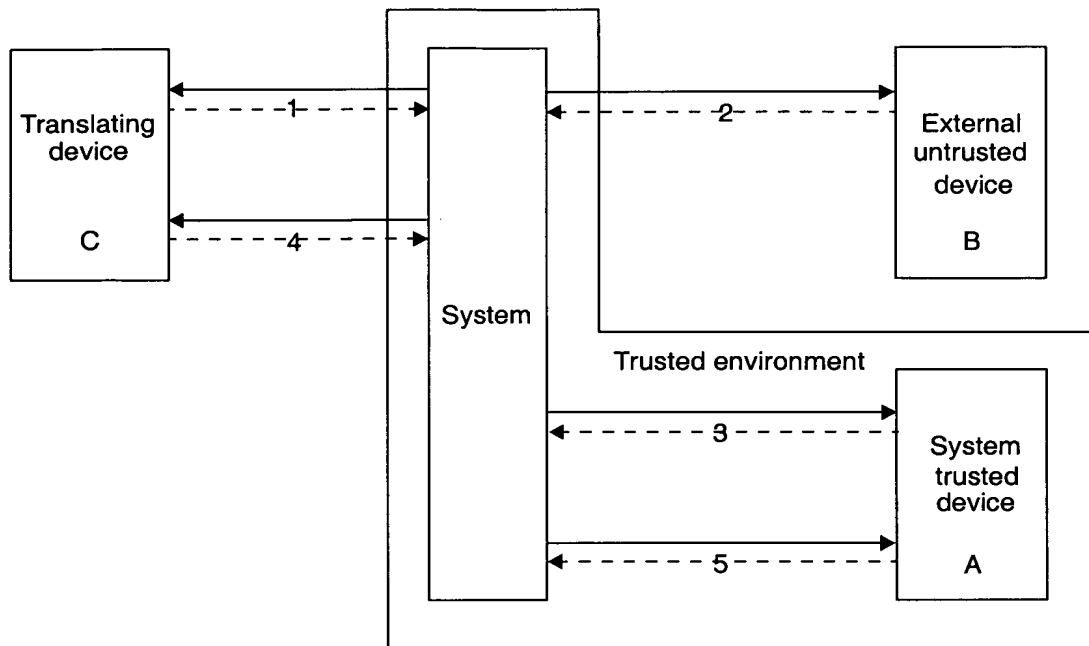 Translating
device
C
1
4
System
2
External
untrusted
device
B
Trusted environment
3
5
System
trusted
device
A